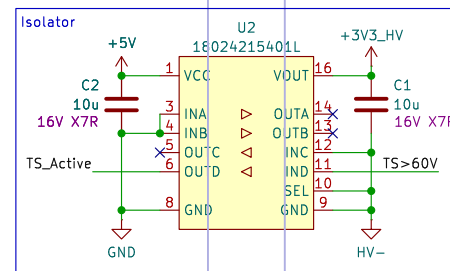 Isolator
+5V
U2
18024215401L
+3V3_HV
1 VCC VOUT 16
C2
10u
16V X7R
C1
10u
16V X7R
3 INA OUTA 14
4 INB OUTB 13
5 OUTC INC 12
TS_Active 6 OUTD IND 11 TS>60V
SEL 10
8 GND GND 9
GND
HV-